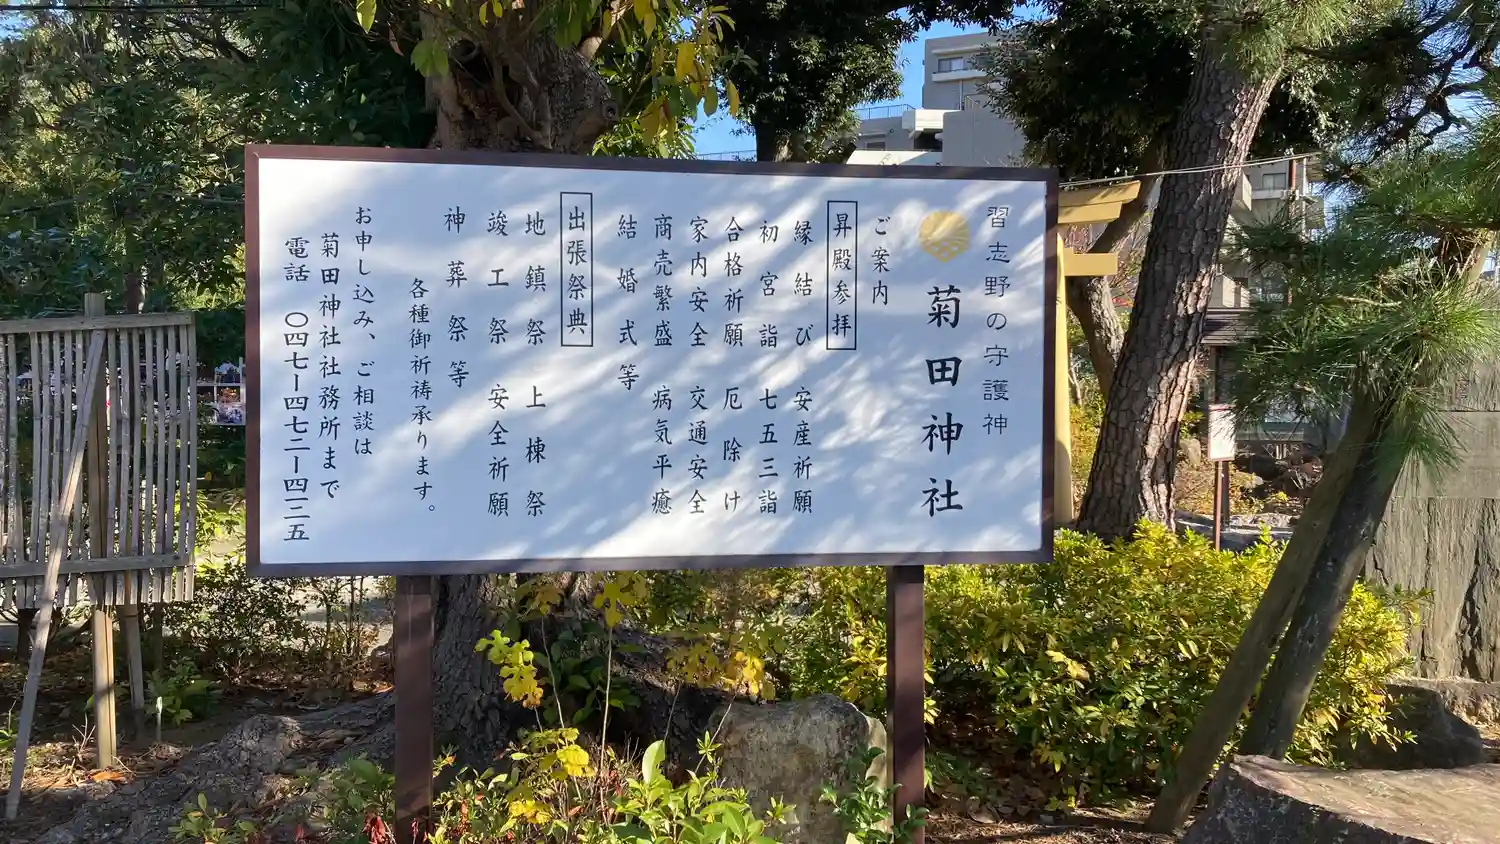 習志野の守護神
菊田神社
ご案内
昇殿参拝
縁結び 安産祈願
初宮詣 七五三詣
合格祈願 厄除け
家内安全 交通安全
商売繁盛 病気平癒
結婚式等
出張祭典
地鎮祭 上棟祭
竣工祭 安全祈願
神葬祭等
各種御祈祷承ります。
お申し込み、ご相談は
菊田神社社務所まで
電話 〇四七ー四七二ー四二二五